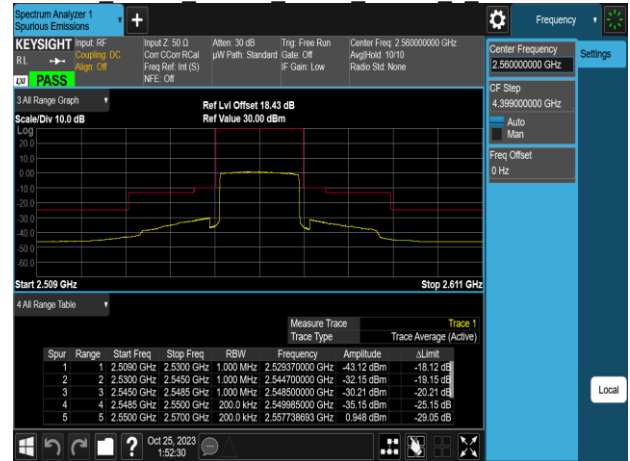 Spectrum Analyzer 1
Spurious Emissions
Frequency
KEYSIGHT
RL
LXI
PASS
Input: RF
Coupling: DC
Align: Off
Input Z: 50 Ω
Corr CCorr RCal
Freq Ref: Int (S)
NFE: Off
Atten: 30 dB
µW Path: Standard
Trig: Free Run
Gate: Off
IF Gain: Low
Center Freq: 2.560000000 GHz
Avg|Hold: 10/10
Radio Std: None
Center Frequency
2.560000000 GHz
Settings
CF Step
4.399000000 GHz
Auto
Man
Freq Offset
0 Hz
3 All Range Graph
Scale/Div 10.0 dB
Ref Lvl Offset 18.43 dB
Ref Value 30.00 dBm
Log
20.0
10.0
0.00
-10.0
-20.0
-30.0
-40.0
-50.0
-60.0
Start 2.509 GHz
Stop 2.611 GHz
4 All Range Table
Measure Trace Trace 1
Trace Type Trace Average (Active)
Spur Range Start Freq Stop Freq RBW Frequency Amplitude ΔLimit
1 1 2.5090 GHz 2.5300 GHz 1.000 MHz 2.529370000 GHz -43.12 dBm -18.12 dB
2 2 2.5300 GHz 2.5450 GHz 1.000 MHz 2.544700000 GHz -32.15 dBm -19.15 dB
3 3 2.5450 GHz 2.5485 GHz 1.000 MHz 2.548500000 GHz -30.21 dBm -20.21 dB
4 4 2.5485 GHz 2.5500 GHz 200.0 kHz 2.549985000 GHz -35.15 dBm -25.15 dB
5 5 2.5500 GHz 2.5700 GHz 200.0 kHz 2.557738693 GHz 0.948 dBm -29.05 dB
Local
Oct 25, 2023
1:52:30